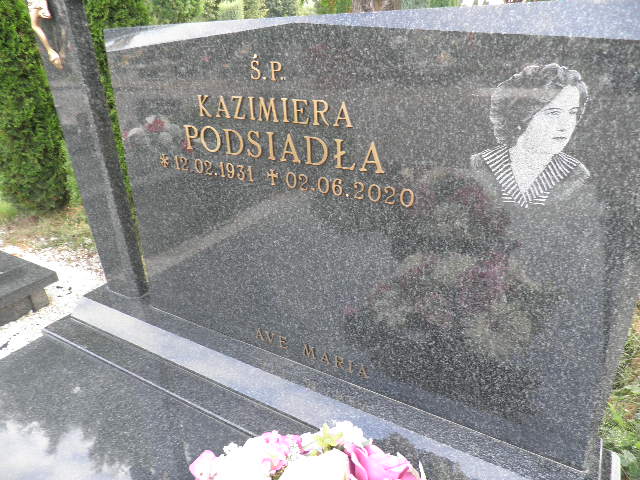 Ś.P.
KAZIMIERA
PODSIADŁA
* 12.02.1931 ✝ 02.06.2020
AVE MARIA